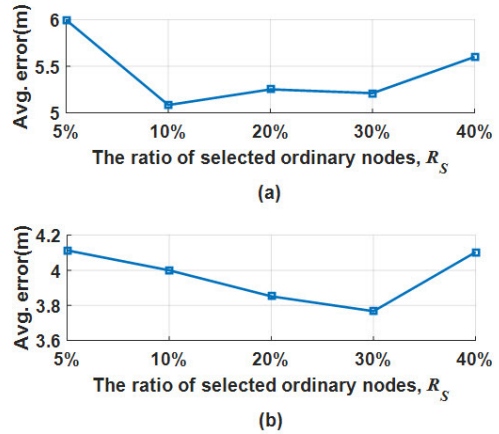 Avg. error(m)
6
5.5
5
5% 10% 20% 30% 40%
The ratio of selected ordinary nodes, R_S
(a)
Avg. error(m)
4.2
4
3.8
3.6
5% 10% 20% 30% 40%
The ratio of selected ordinary nodes, R_S
(b)